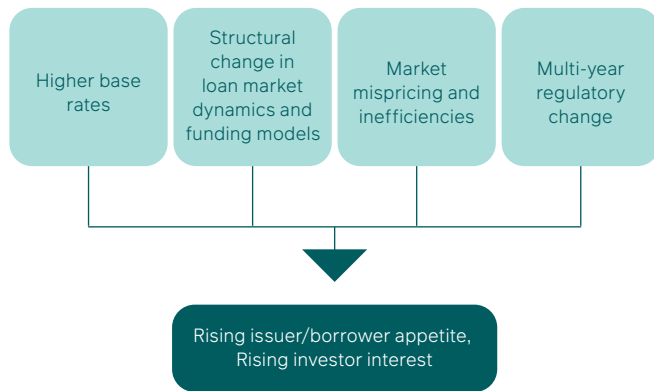 Higher base
rates
Structural
change in
loan market
dynamics and
funding models
Market
mispricing and
inefficiencies
Multi-year
regulatory
change
Rising issuer/borrower appetite,
Rising investor interest